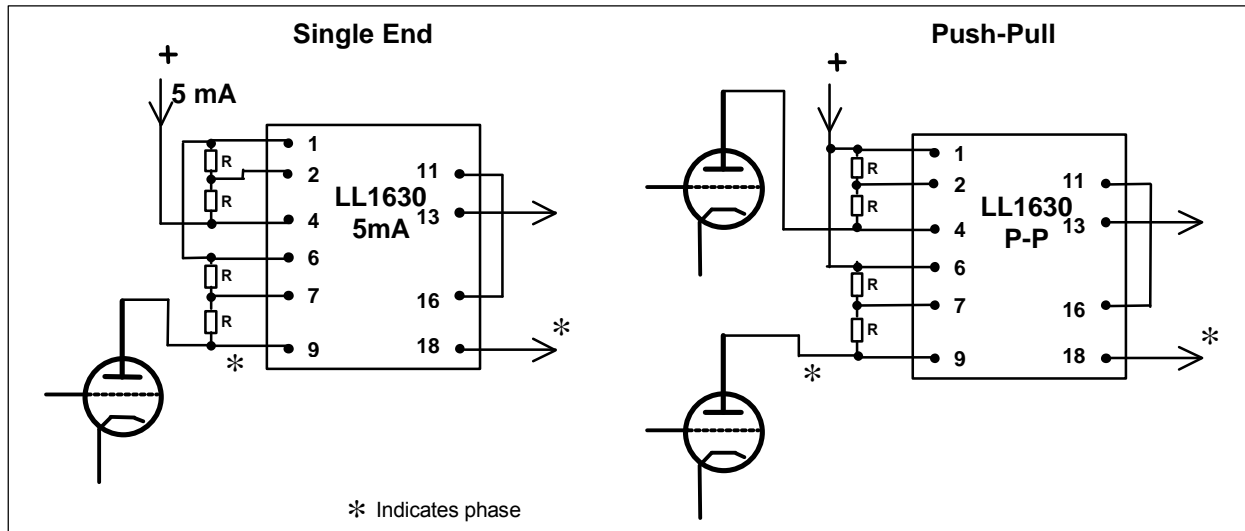 Single End
+
5 mA
R
R
R
R
1
2
4
6
7
9
LL1630
5mA
11
13
16
18
*
*
Push-Pull
+
R
R
R
R
1
2
4
6
7
9
LL1630
P-P
11
13
16
18
*
*
* Indicates phase